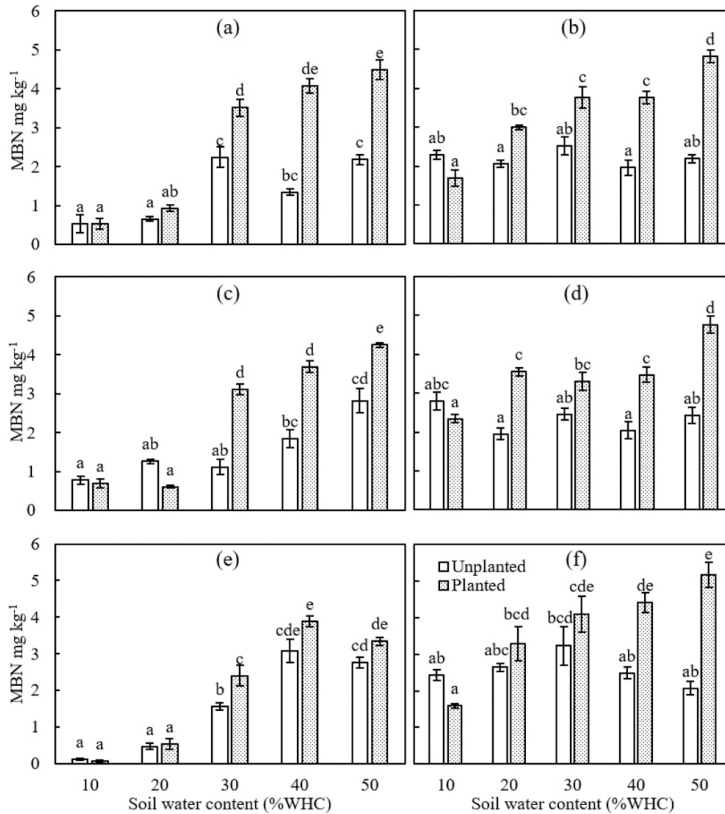 (a)
MBN mg kg⁻¹
6
5
4
3
2
1
0
a a a ab c d bc de c e
(b)
ab a a bc ab c a c ab d
(c)
MBN mg kg⁻¹
6
5
4
3
2
1
0
a a ab a ab d bc d cd e
(d)
abc a a c ab bc a c ab d
(e)
MBN mg kg⁻¹
6
5
4
3
2
1
0
a a a a b c cde e cd de
10 20 30 40 50
Soil water content (%WHC)
(f)
Unplanted
Planted
ab a abc bcd bcd cde ab de ab e
10 20 30 40 50
Soil water content (%WHC)